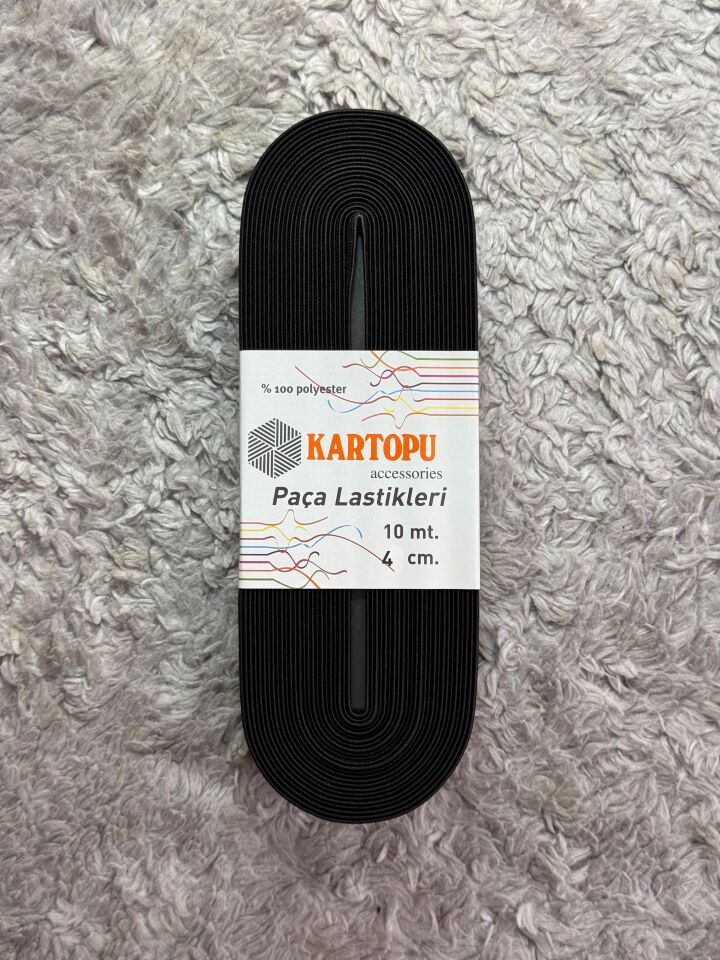 % 100 polyester
KARTOPU
accessories
Paça Lastikleri
10 mt.
4 cm.